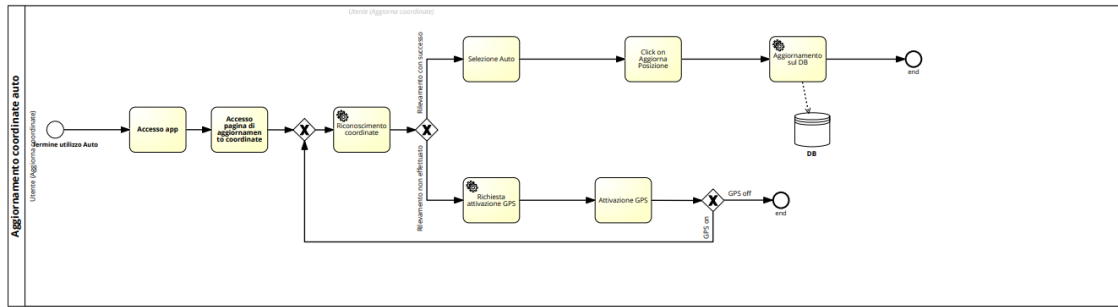 Utente (Aggiorna coordinate)
Aggiornamento coordinate auto
Utente (Aggiorna coordinate)
Termine utilizzo Auto
Accesso app
Accesso
pagina di
aggiornamen
to coordinate
Riconoscimento
coordinate
Rilevamento con successo
Selezione Auto
Click on
Aggiorna
Posizione
Aggiornamento
sul DB
end
DB
Rilevamento non effettuato
Richiesta
attivazione GPS
Attivazione GPS
GPS off
end
GPS on